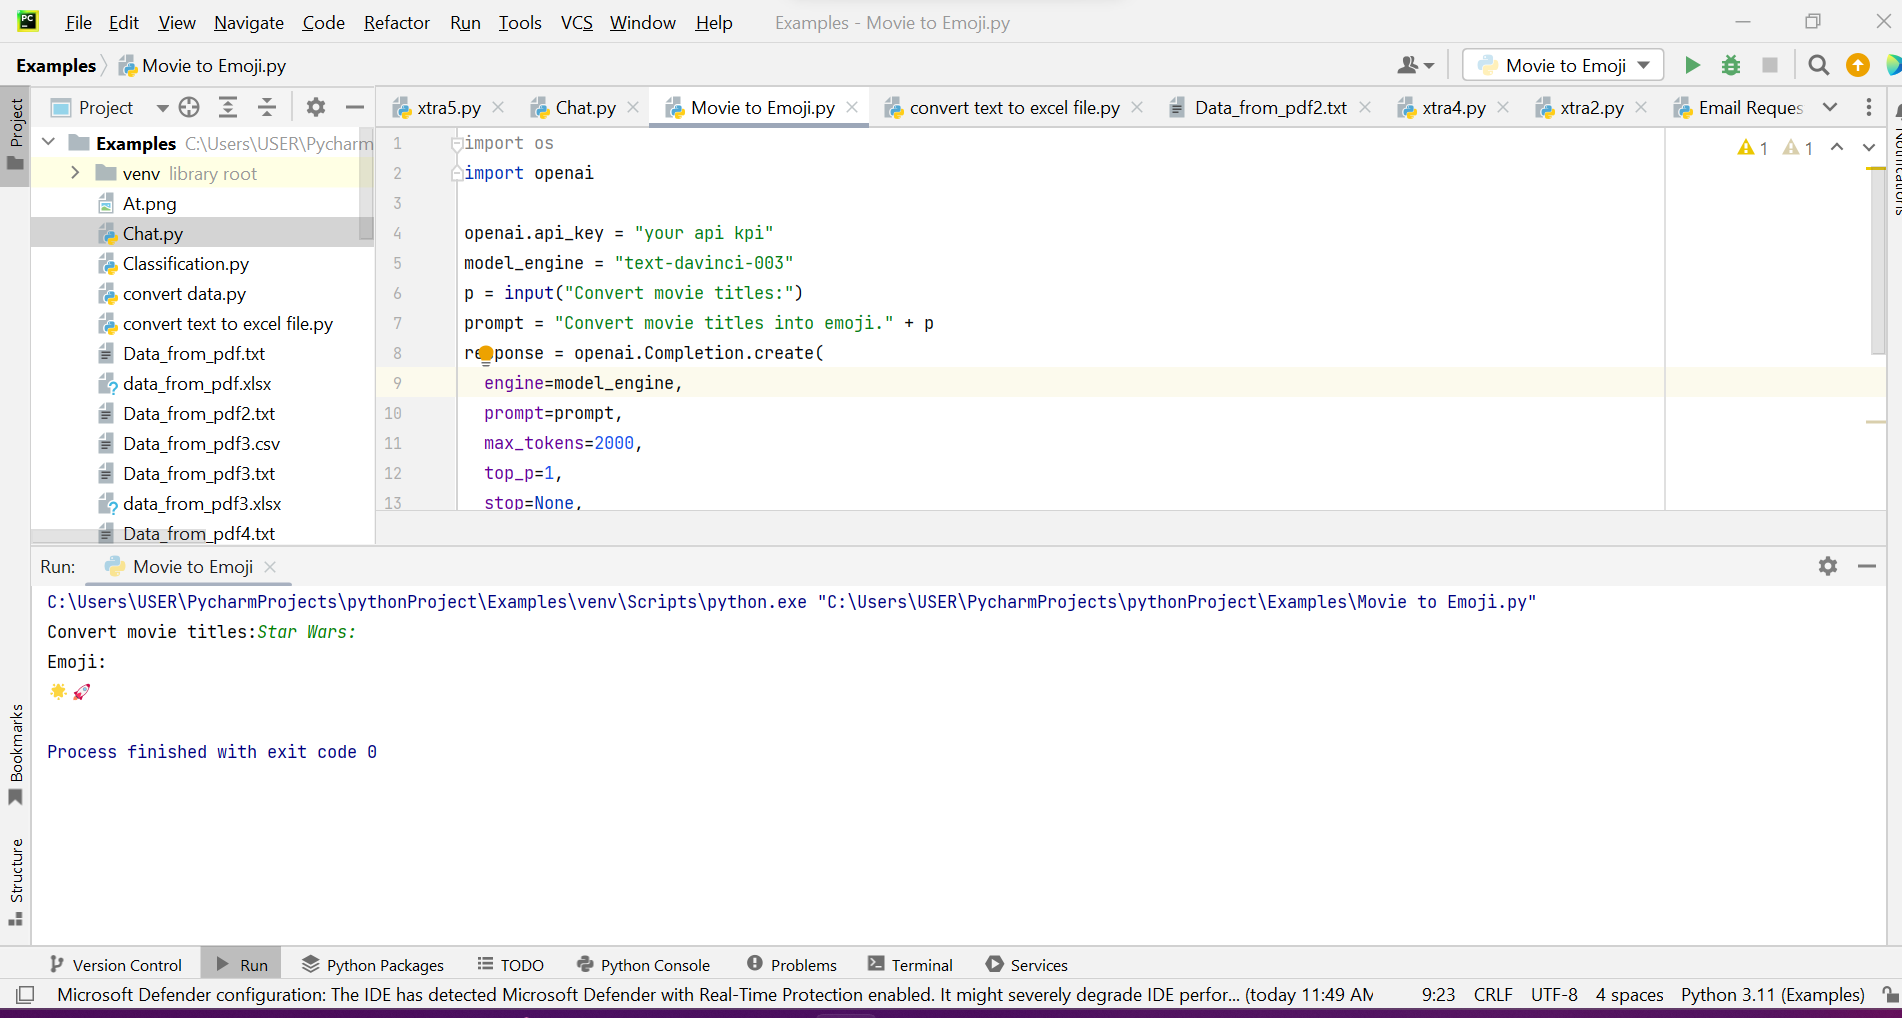 PC File Edit View Navigate Code Refactor Run Tools VCS Window Help Examples - Movie to Emoji.py
Examples Movie to Emoji.py Movie to Emoji
Project
Project
xtra5.py Chat.py Movie to Emoji.py convert text to excel file.py Data_from_pdf2.txt xtra4.py xtra2.py Email Reques
Notifications
Examples C:\Users\USER\Pycharm
venv library root
At.png
Chat.py
Classification.py
convert data.py
convert text to excel file.py
Data_from_pdf.txt
data_from_pdf.xlsx
Data_from_pdf2.txt
Data_from_pdf3.csv
Data_from_pdf3.txt
data_from_pdf3.xlsx
Data_from_pdf4.txt
1 import os
2 import openai
3
4 openai.api_key = "your api kpi"
5 model_engine = "text-davinci-003"
6 p = input("Convert movie titles:")
7 prompt = "Convert movie titles into emoji." + p
8 response = openai.Completion.create(
9 engine=model_engine,
10 prompt=prompt,
11 max_tokens=2000,
12 top_p=1,
13 stop=None,
1 1
Run: Movie to Emoji
C:\Users\USER\PycharmProjects\pythonProject\Examples\venv\Scripts\python.exe "C:\Users\USER\PycharmProjects\pythonProject\Examples\Movie to Emoji.py"
Convert movie titles:Star Wars:
Emoji:
🌟🚀
Process finished with exit code 0
Bookmarks
Structure
Version Control Run Python Packages TODO Python Console Problems Terminal Services
Microsoft Defender configuration: The IDE has detected Microsoft Defender with Real-Time Protection enabled. It might severely degrade IDE perfor... (today 11:49 AM 9:23 CRLF UTF-8 4 spaces Python 3.11 (Examples)